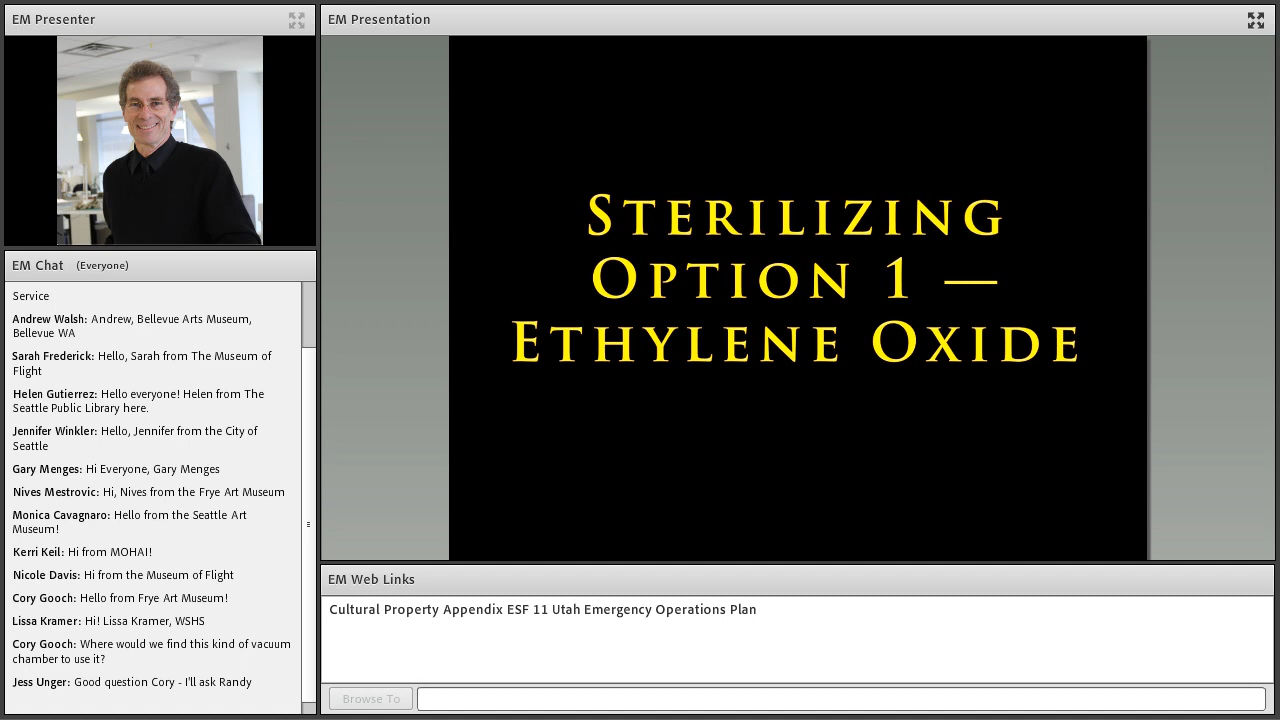 EM Presenter
EM Chat (Everyone)
Service
Andrew Walsh: Andrew, Bellevue Arts Museum,
Bellevue WA
Sarah Frederick: Hello, Sarah from The Museum of
Flight
Helen Gutierrez: Hello everyone! Helen from The
Seattle Public Library here.
Jennifer Winkler: Hello, Jennifer from the City of
Seattle
Gary Menges: Hi Everyone, Gary Menges
Nives Mestrovic: Hi, Nives from the Frye Art Museum
Monica Cavagnaro: Hello from the Seattle Art
Museum!
Kerri Keil: Hi from MOHAI!
Nicole Davis: Hi from the Museum of Flight
Cory Gooch: Hello from Frye Art Museum!
Lissa Kramer: Hi! Lissa Kramer, WSHS
Cory Gooch: Where would we find this kind of vacuum
chamber to use it?
Jess Unger: Good question Cory - I'll ask Randy
EM Presentation
STERILIZING
OPTION 1 —
ETHYLENE OXIDE
EM Web Links
Cultural Property Appendix ESF 11 Utah Emergency Operations Plan
Browse To